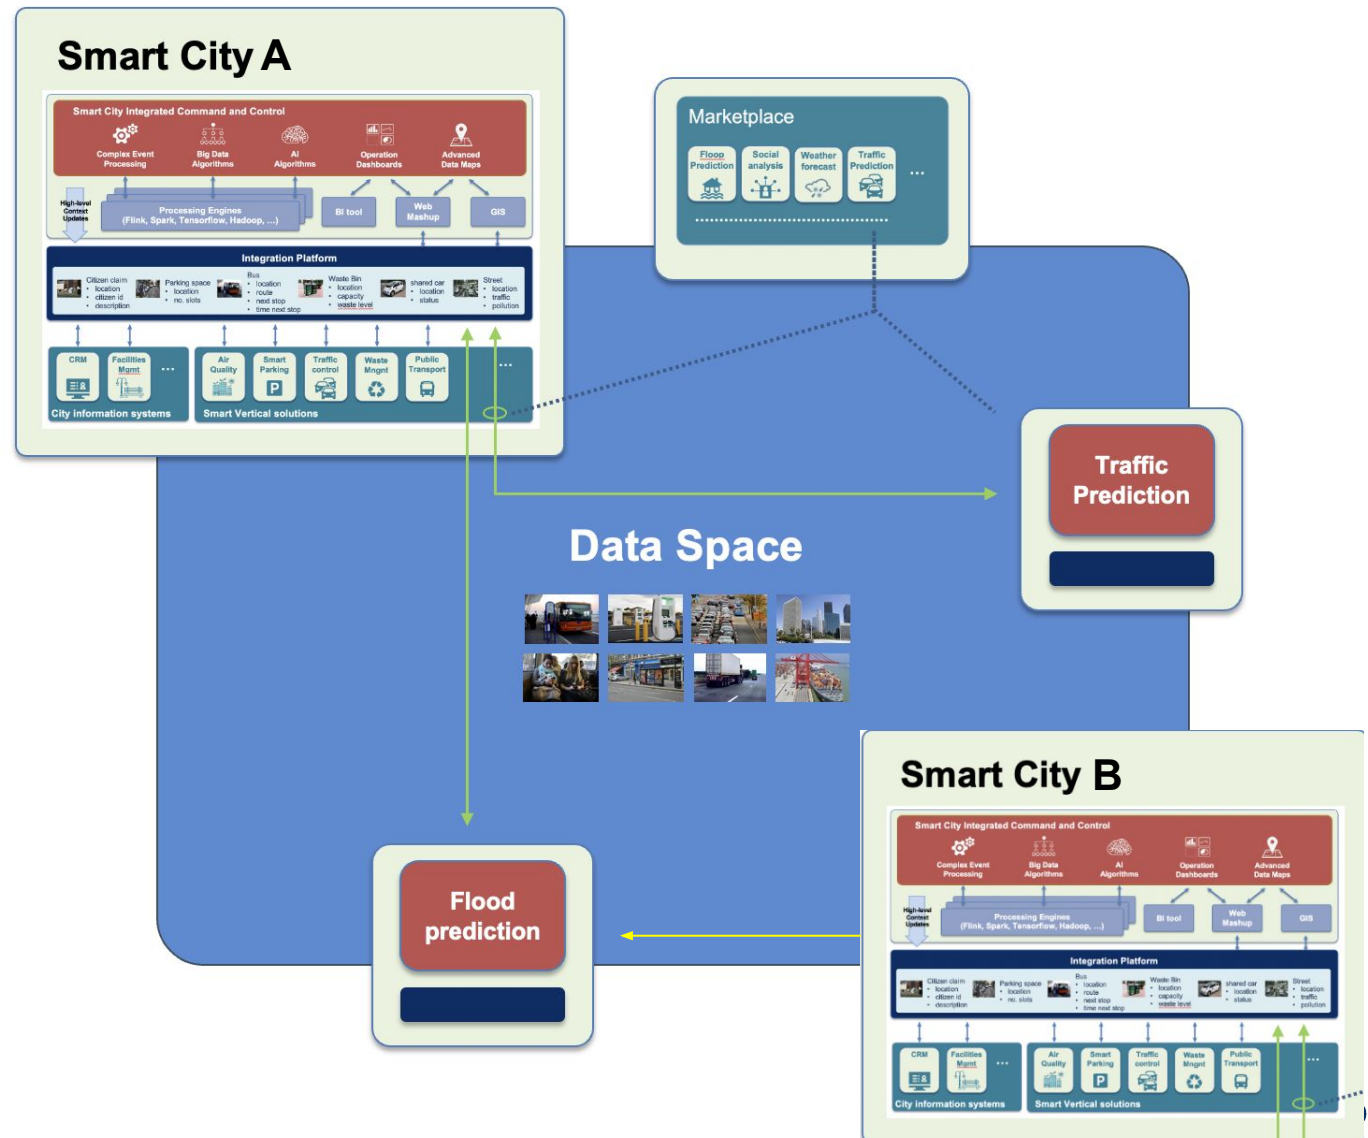 Smart City A
Smart City Integrated Command and Control
Complex Event
Processing
Big Data
Algorithms
AI
Algorithms
Operation
Dashboards
Advanced
Data Maps
High-level
Context
Updates
Processing Engines
(Flink, Spark, Tensorflow, Hadoop, ...)
BI tool
Web
Mashup
GIS
Integration Platform
Citizen claim
• location
• citizen id
• description
Parking space
• location
• no. slots
Bus
• location
• route
• next stop
• time next stop
Waste Bin
• location
• capacity
• waste level
shared car
• location
• status
Street
• location
• traffic
• pollution
CRM
Facilities
Mgmt
...
City information systems
Air
Quality
Smart
Parking
P
Traffic
control
Waste
Mngnt
Public
Transport
...
Smart Vertical solutions
Marketplace
Floop
Prediction
Social
analysis
Weather
forecast
Traffic
Prediction
...
Traffic
Prediction
Data Space
Flood
prediction
Smart City B
Smart City Integrated Command and Control
Complex Event
Processing
Big Data
Algorithms
AI
Algorithms
Operation
Dashboards
Advanced
Data Maps
High-level
Context
Updates
Processing Engines
(Flink, Spark, Tensorflow, Hadoop, ...)
BI tool
Web
Mashup
GIS
Integration Platform
Citizen claim
• location
• citizen id
• description
Parking space
• location
• no. slots
Bus
• location
• route
• next stop
• time next stop
Waste Bin
• location
• capacity
• waste level
shared car
• location
• status
Street
• location
• traffic
• pollution
CRM
Facilities
Mgmt
...
City information systems
Air
Quality
Smart
Parking
P
Traffic
control
Waste
Mngnt
Public
Transport
...
Smart Vertical solutions